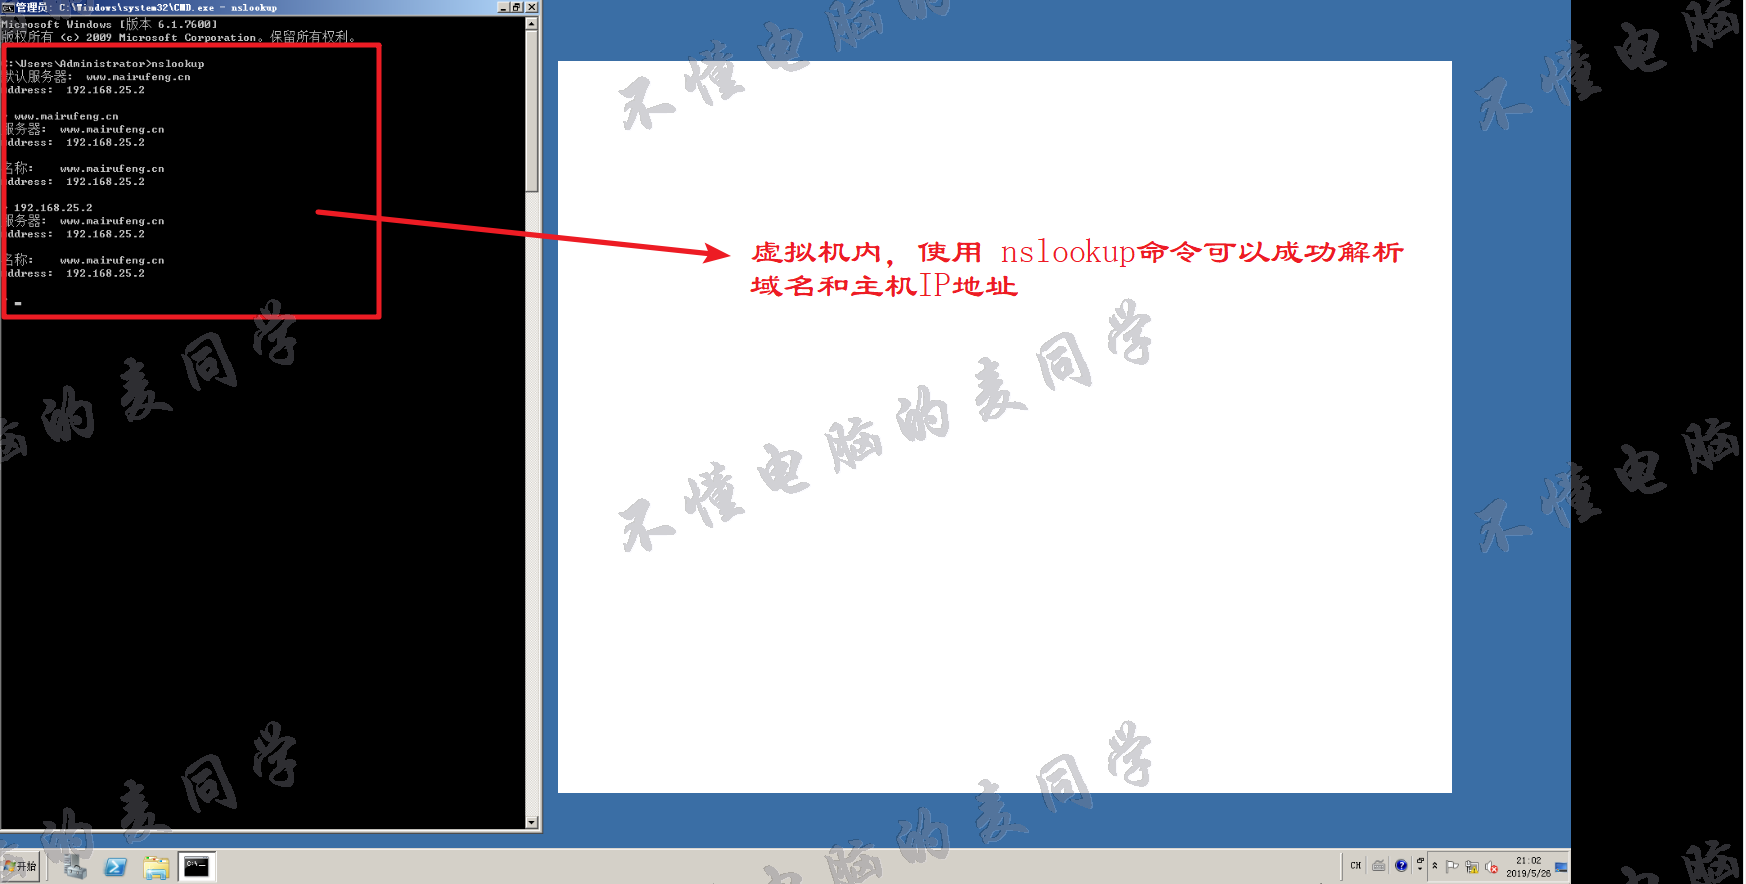 管理员: C:\Windows\system32\CMD.exe - nslookup
Microsoft Windows [版本 6.1.7600]
版权所有 (c) 2009 Microsoft Corporation。保留所有权利。
C:\Users\Administrator>nslookup
默认服务器:  www.mairufeng.cn
Address:  192.168.25.2
> www.mairufeng.cn
服务器:  www.mairufeng.cn
Address:  192.168.25.2
名称:    www.mairufeng.cn
Address:  192.168.25.2
> 192.168.25.2
服务器:  www.mairufeng.cn
Address:  192.168.25.2
名称:    www.mairufeng.cn
Address:  192.168.25.2
虚拟机内，使用 nslookup命令可以成功解析
域名和主机IP地址
不懂电脑的麦同学
开始
CH
21:02
2019/5/26